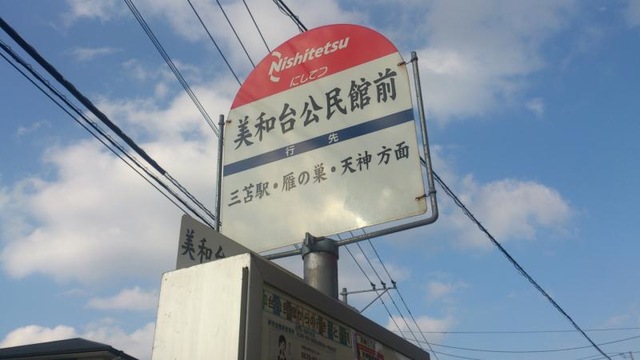 Nishitetsu
にしてつ
美和台公民館前
行先
三苫駅・雁の巣・天神方面
美和台